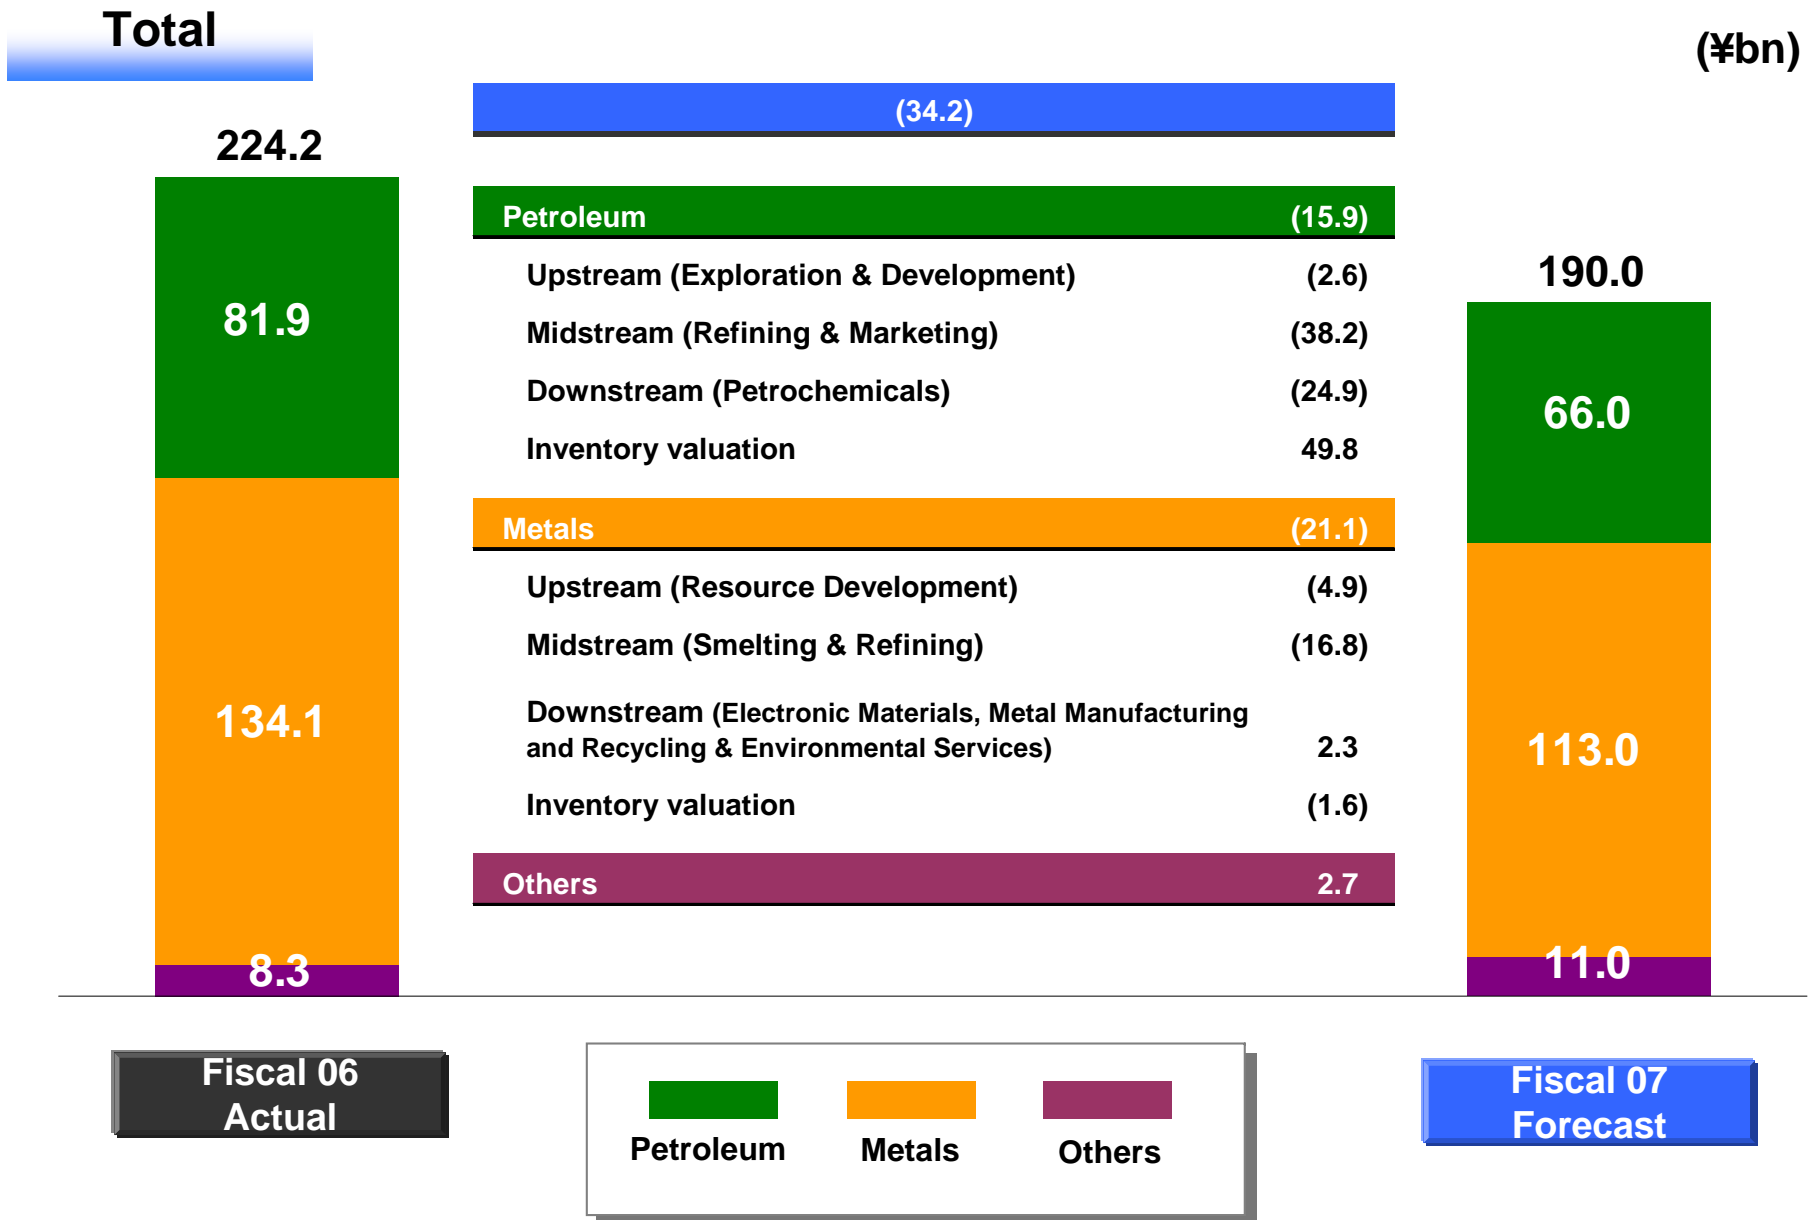 Total
(¥bn)
(34.2)
224.2
Petroleum (15.9)
Upstream (Exploration & Development) (2.6)
190.0
81.9
Midstream (Refining & Marketing) (38.2)
Downstream (Petrochemicals) (24.9)
66.0
Inventory valuation 49.8
Metals (21.1)
Upstream (Resource Development) (4.9)
Midstream (Smelting & Refining) (16.8)
134.1
Downstream (Electronic Materials, Metal Manufacturing
and Recycling & Environmental Services) 2.3
113.0
Inventory valuation (1.6)
Others 2.7
8.3
11.0
Fiscal 06
Actual
Petroleum
Metals
Others
Fiscal 07
Forecast